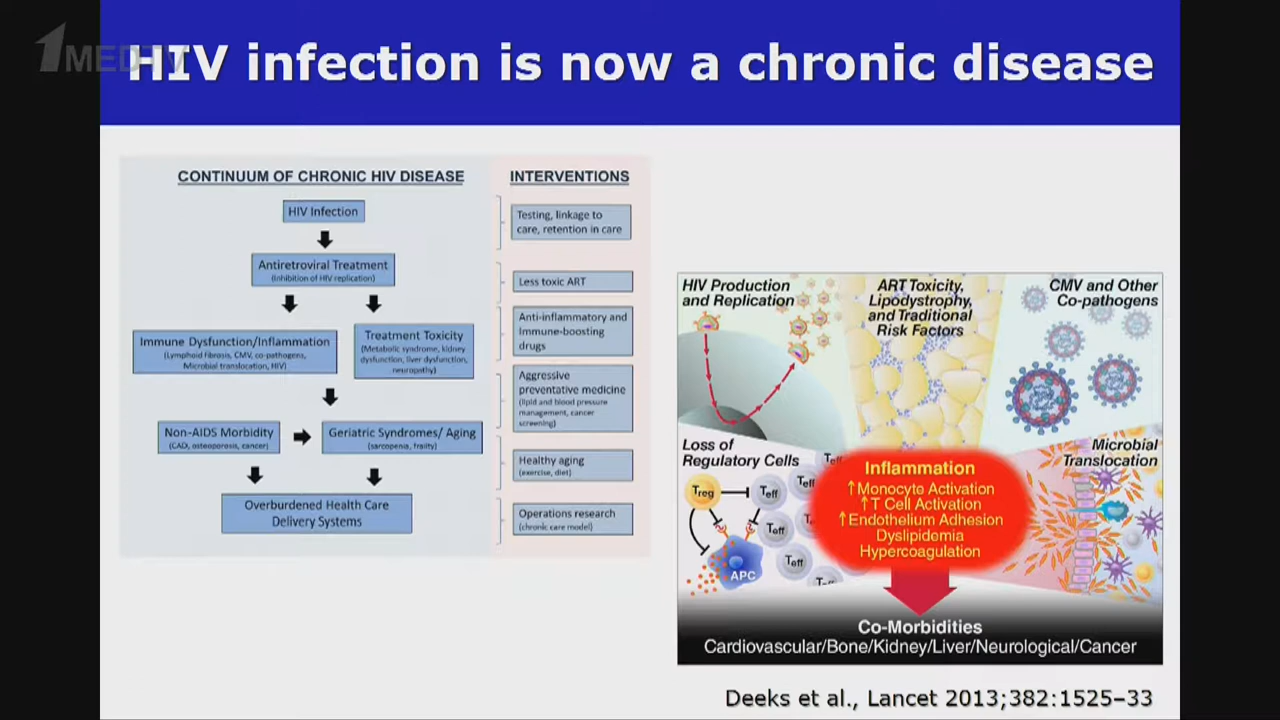 1MEDTV
HIV infection is now a chronic disease
CONTINUUM OF CHRONIC HIV DISEASE
HIV Infection
Antiretroviral Treatment
(Inhibition of HIV replication)
Immune Dysfunction/Inflammation
(Lymphoid fibrosis, CMV, co-pathogens,
Microbial translocation, HIV)
Treatment Toxicity
(Metabolic syndrome, kidney
dysfunction, liver dysfunction,
neuropathy)
Non-AIDS Morbidity
(CAD, osteoporosis, cancer)
Geriatric Syndromes/ Aging
(sarcopenia, frailty)
Overburdened Health Care
Delivery Systems
INTERVENTIONS
Testing, linkage to
care, retention in care
Less toxic ART
Anti-inflammatory and
Immune-boosting
drugs
Aggressive
preventative medicine
(lipid and blood pressure
management, cancer
screening)
Healthy aging
(exercise, diet)
Operations research
(chronic care model)
HIV Production
and Replication
ART Toxicity,
Lipodystrophy,
and Traditional
Risk Factors
CMV and Other
Co-pathogens
Loss of
Regulatory Cells
Treg
Teff
Teff
Teff
Teff
Teff
Teff
APC
Inflammation
↑Monocyte Activation
↑T Cell Activation
↑Endothelium Adhesion
Dyslipidemia
Hypercoagulation
Microbial
Translocation
Co-Morbidities
Cardiovascular/Bone/Kidney/Liver/Neurological/Cancer
Deeks et al., Lancet 2013;382:1525–33